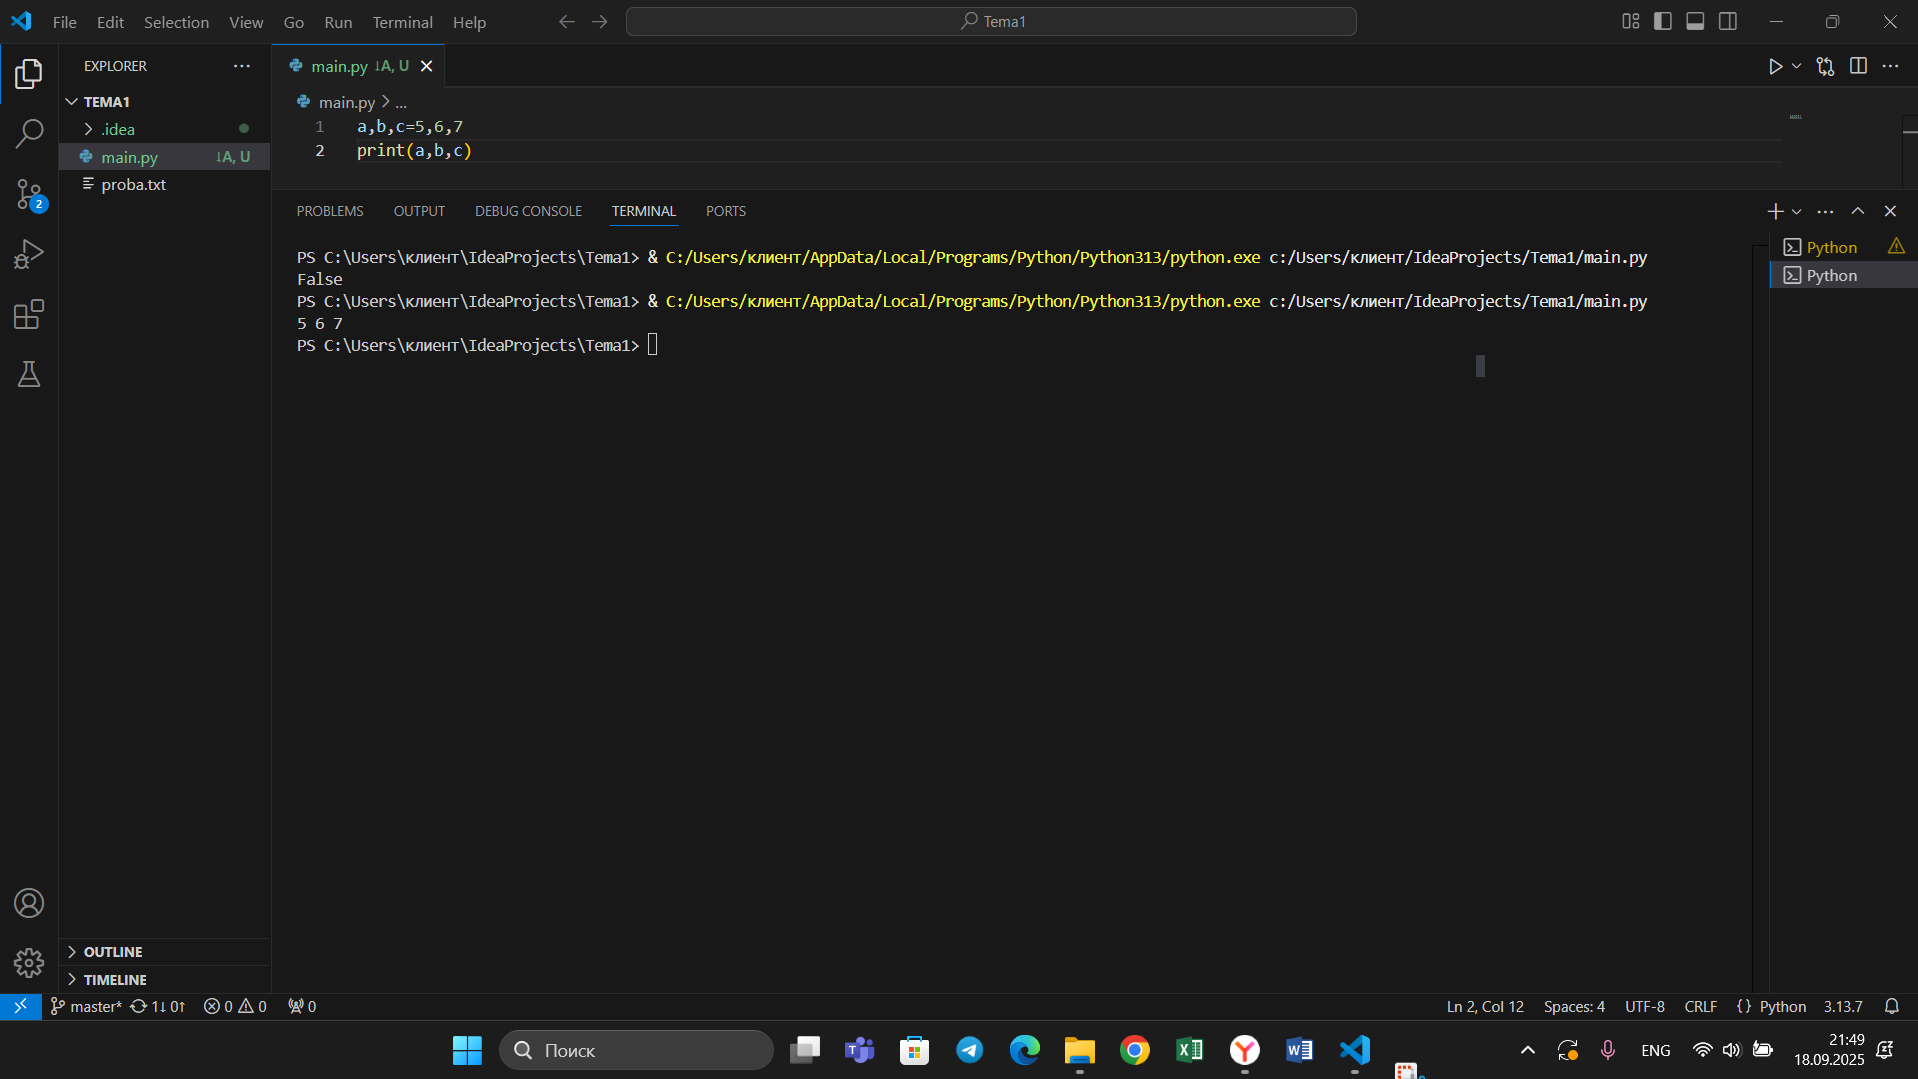 File Edit Selection View Go Run Terminal Help
Tema1
EXPLORER
TEMA1
.idea
main.py ↓A, U
proba.txt
main.py ↓A, U
main.py > ...
1 a,b,c=5,6,7
2 print(a,b,c)
PROBLEMS OUTPUT DEBUG CONSOLE TERMINAL PORTS
PS C:\Users\клиент\IdeaProjects\Tema1> & C:/Users/клиент/AppData/Local/Programs/Python/Python313/python.exe c:/Users/клиент/IdeaProjects/Tema1/main.py
False
PS C:\Users\клиент\IdeaProjects\Tema1> & C:/Users/клиент/AppData/Local/Programs/Python/Python313/python.exe c:/Users/клиент/IdeaProjects/Tema1/main.py
5 6 7
PS C:\Users\клиент\IdeaProjects\Tema1>
Python
Python
2
OUTLINE
TIMELINE
master* 1↓ 0↑ 0 0 0
Ln 2, Col 12 Spaces: 4 UTF-8 CRLF {} Python 3.13.7
Поиск
ENG
21:49
18.09.2025